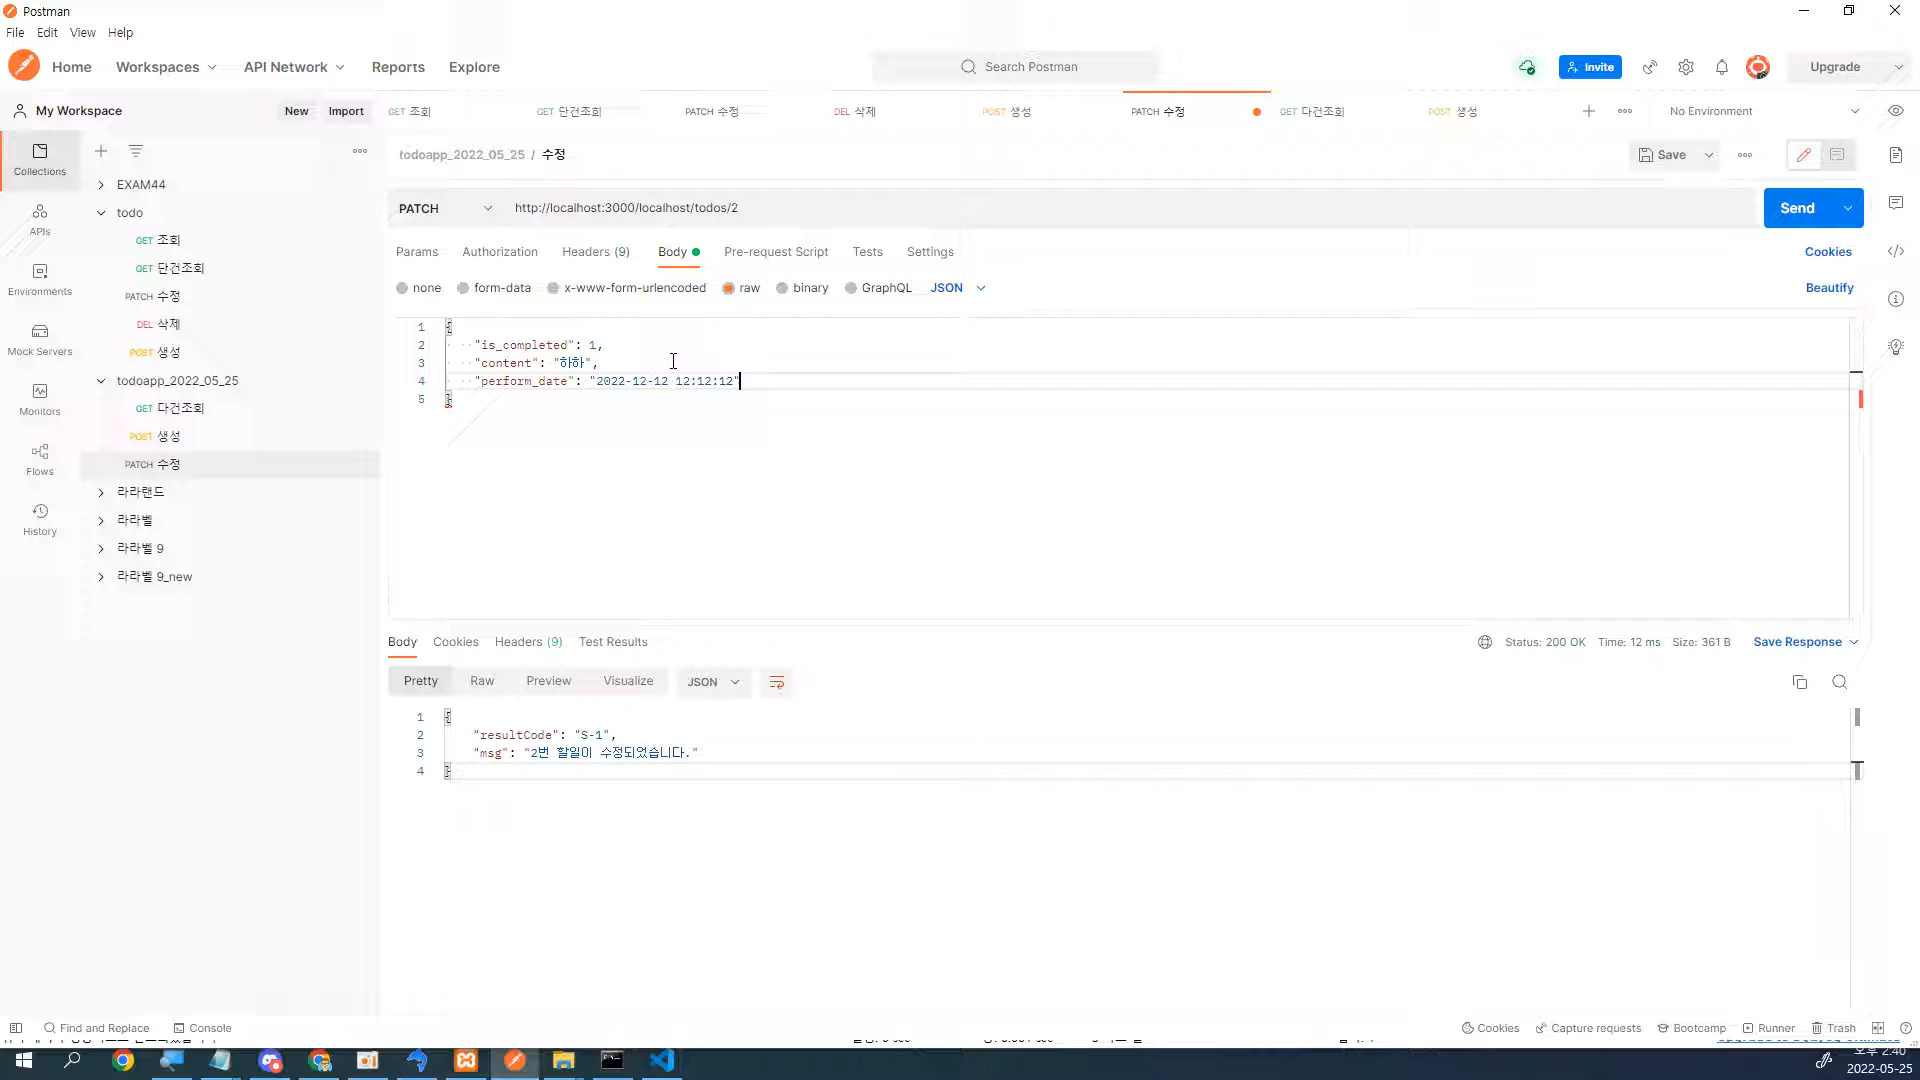 Postman
File Edit View Help
Home Workspaces API Network Reports Explore Search Postman Invite Upgrade
My Workspace New Import GET 조회 GET 단건조회 PATCH 수정 DEL 삭제 POST 생성 PATCH 수정 GET 다건조회 POST 생성 No Environment
todoapp_2022_05_25 / 수정 Save
Collections
EXAM44
todo
GET 조회
GET 단건조회
PATCH 수정
DEL 삭제
POST 생성
todoapp_2022_05_25
GET 다건조회
POST 생성
PATCH 수정
라라랜드
라라벨
라라벨 9
라라벨 9_new
APIs
Environments
Mock Servers
Monitors
Flows
History
PATCH http://localhost:3000/localhost/todos/2 Send
Params Authorization Headers (9) Body Pre-request Script Tests Settings Cookies
none form-data x-www-form-urlencoded raw binary GraphQL JSON Beautify
1 {
2 "is_completed": 1,
3 "content": "하하",
4 "perform_date": "2022-12-12 12:12:12"
5 }
Body Cookies Headers (9) Test Results Status: 200 OK Time: 12 ms Size: 361 B Save Response
Pretty Raw Preview Visualize JSON
1 {
2 "resultCode": "S-1",
3 "msg": "2번 할일이 수정되었습니다."
4 }
Find and Replace Console Cookies Capture requests Bootcamp Runner Trash
오후 2:40
2022-05-25